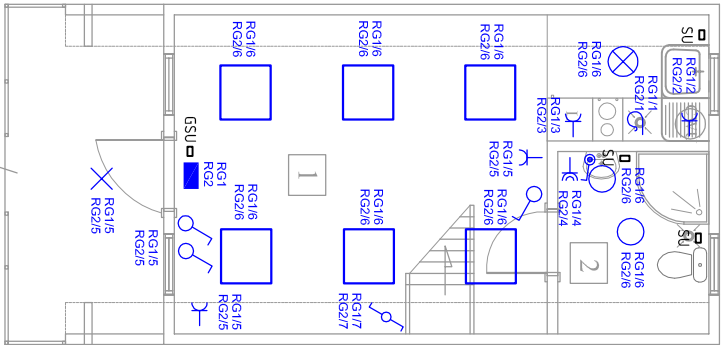 RG1/6
RG2/6
RG1/6
RG2/6
RG1/6
RG2/6
RG1/6
RG2/6
SU
RG1/2
RG2/2
RG1/1
RG2/1
RG1/3
RG2/3
GSU
RG1
RG2
1
RG1/5
RG2/5
SU
RG1/6
RG2/6
RG1/4
RG2/4
SU
RG1/5
RG2/5
RG1/5
RG2/5
RG1/6
RG2/6
RG1/6
RG2/6
RG1/6
RG2/6
RG1/6
RG2/6
2
RG1/5
RG2/5
RG1/7
RG2/7